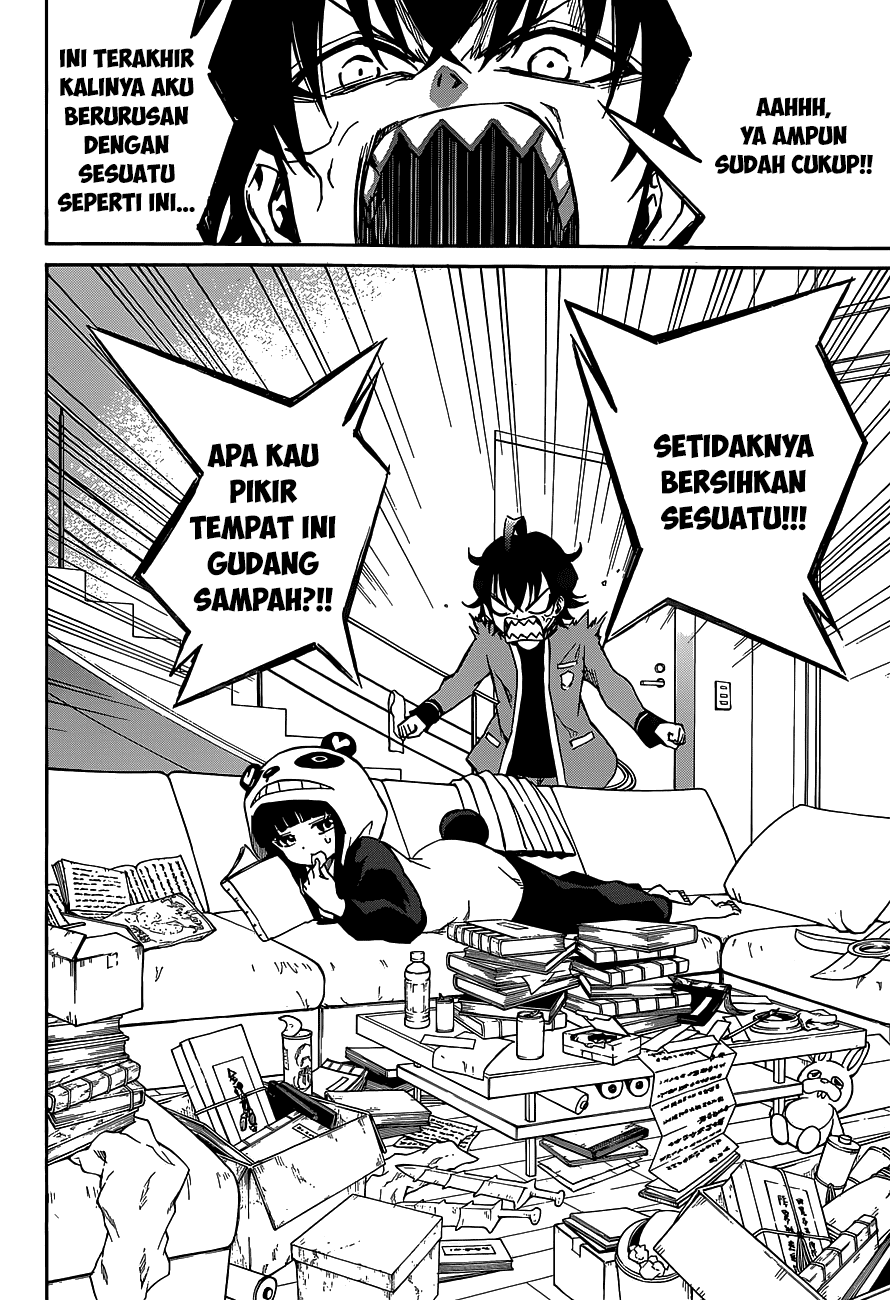 AAHHH,
YA AMPUN
SUDAH CUKUP!!
INI TERAKHIR
KALINYA AKU
BERURUSAN
DENGAN
SESUATU
SEPERTI INI...
SETIDAKNYA
BERSIHKAN
SESUATU!!!
APA KAU
PIKIR
TEMPAT INI
GUDANG
SAMPAH?!!